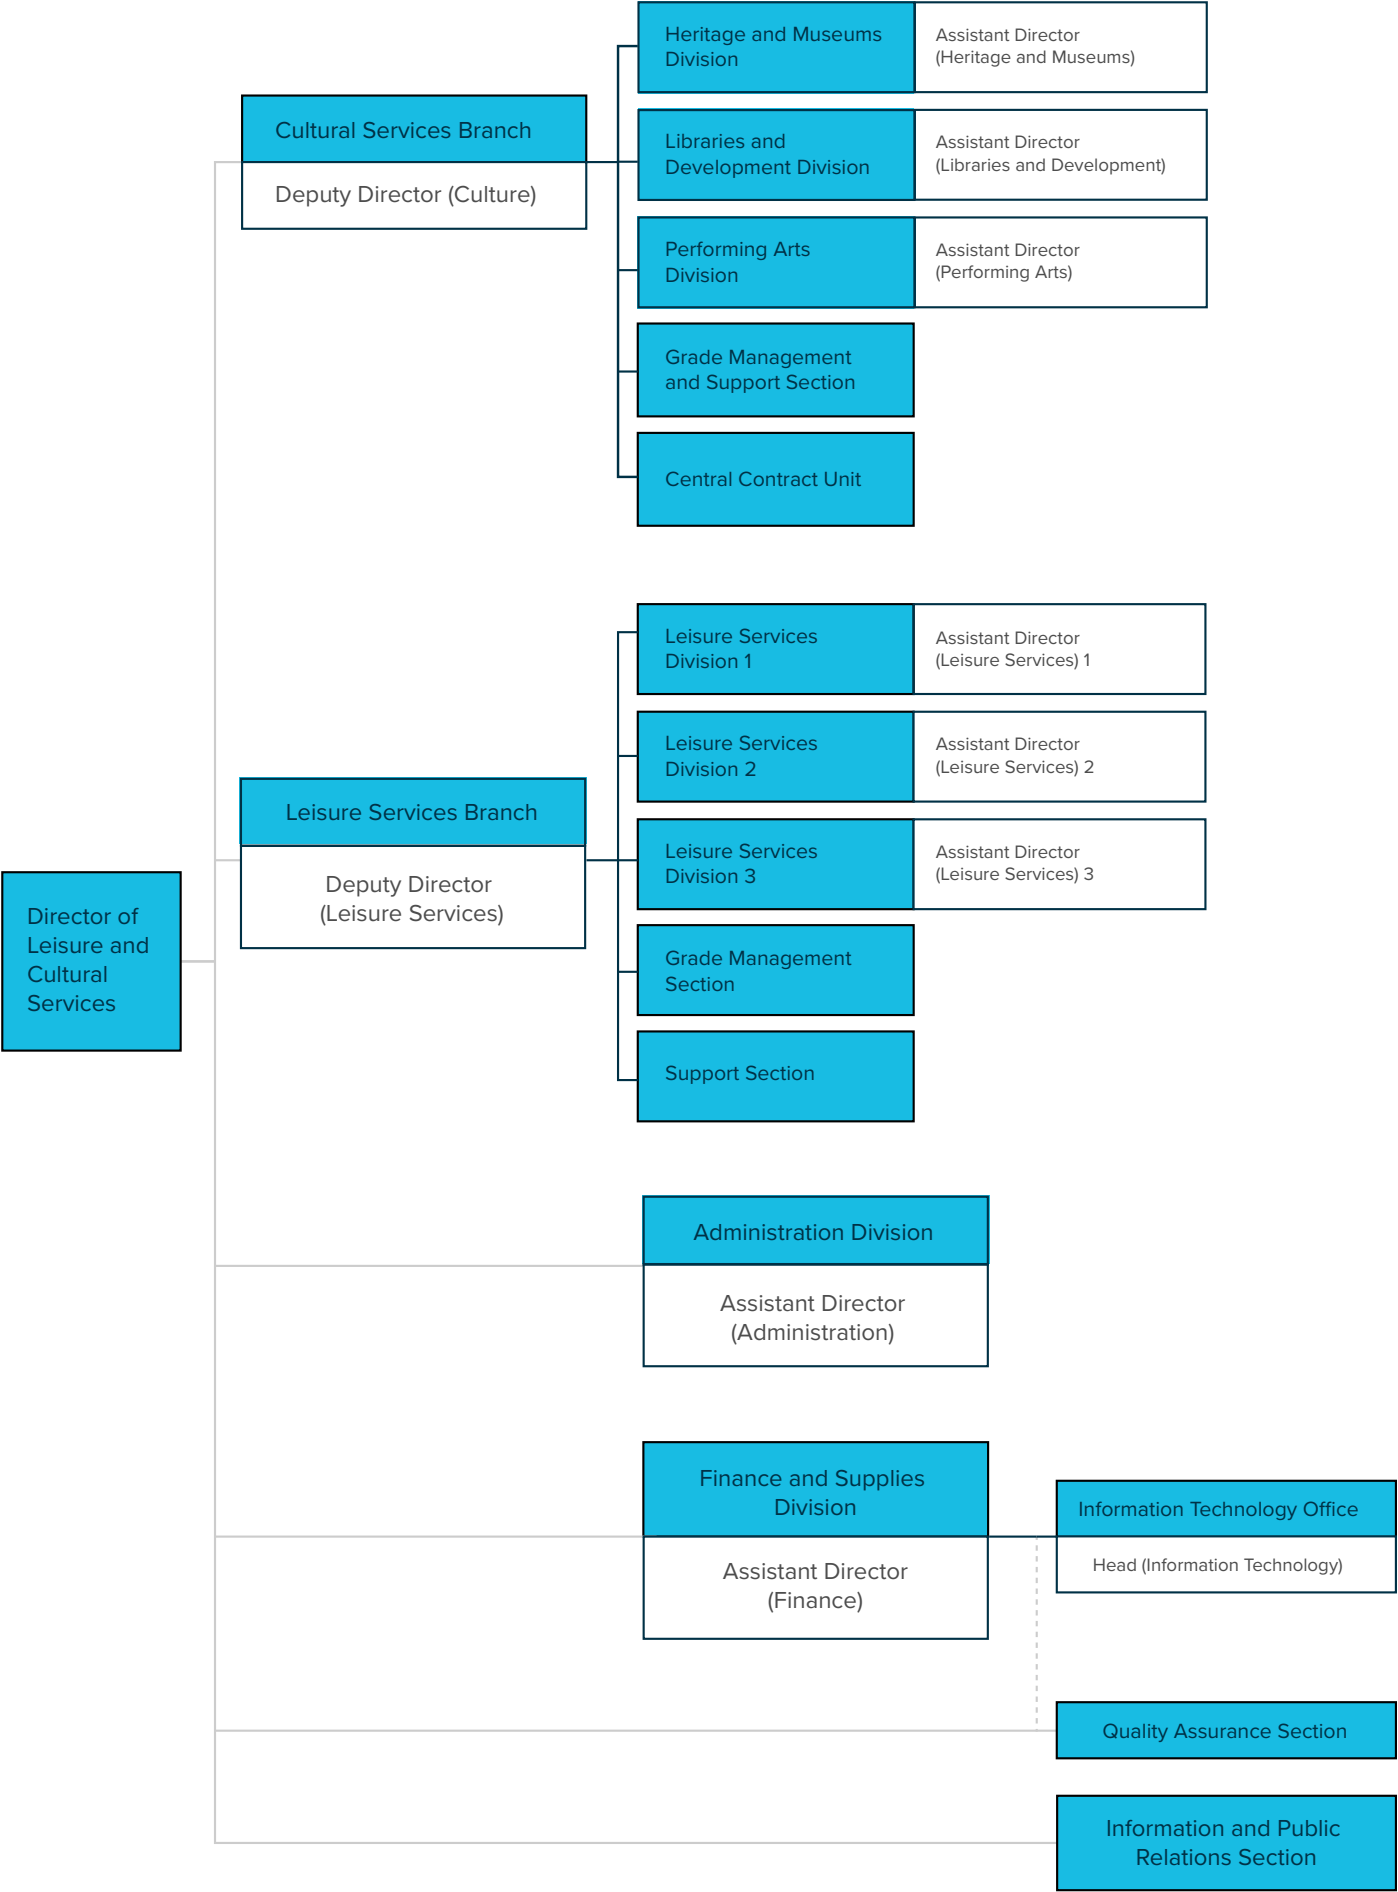 Heritage and Museums
Division
Assistant Director
(Heritage and Museums)
Cultural Services Branch
Deputy Director (Culture)
Libraries and
Development Division
Assistant Director
(Libraries and Development)
Performing Arts
Division
Assistant Director
(Performing Arts)
Grade Management
and Support Section
Central Contract Unit
Leisure Services
Division 1
Assistant Director
(Leisure Services) 1
Leisure Services
Division 2
Assistant Director
(Leisure Services) 2
Leisure Services Branch
Deputy Director
(Leisure Services)
Leisure Services
Division 3
Assistant Director
(Leisure Services) 3
Director of
Leisure and
Cultural
Services
Grade Management
Section
Support Section
Administration Division
Assistant Director
(Administration)
Finance and Supplies
Division
Assistant Director
(Finance)
Information Technology Office
Head (Information Technology)
Quality Assurance Section
Information and Public
Relations Section